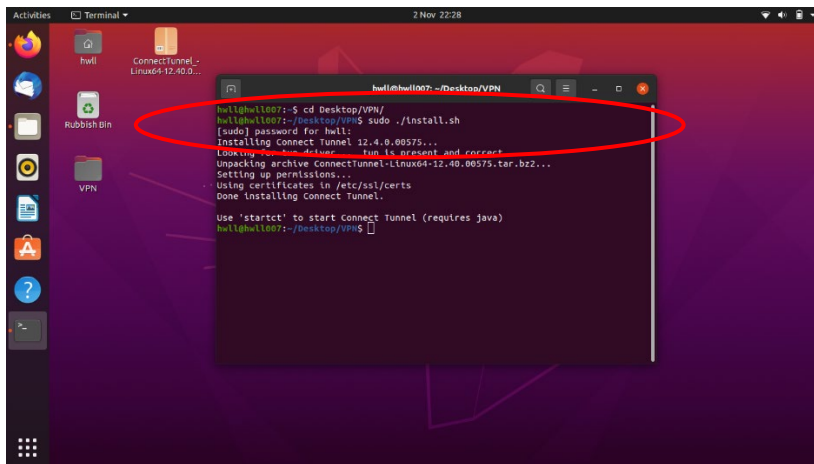 Activities
Terminal
2 Nov 22:28
hwll
ConnectTunnel_-
Linux64-12.40.0...
Rubbish Bin
VPN
hwll@hwll007: ~/Desktop/VPN
hwll@hwll007:~$ cd Desktop/VPN/
hwll@hwll007:~/Desktop/VPN$ sudo ./install.sh
[sudo] password for hwll:
Installing Connect Tunnel 12.4.0.00575...
Looking for tun driver ... tun is present and correct
Unpacking archive ConnectTunnel-Linux64-12.40.00575.tar.bz2...
Setting up permissions...
Using certificates in /etc/ssl/certs
Done installing Connect Tunnel.
Use 'startct' to start Connect Tunnel (requires java)
hwll@hwll007:~/Desktop/VPN$